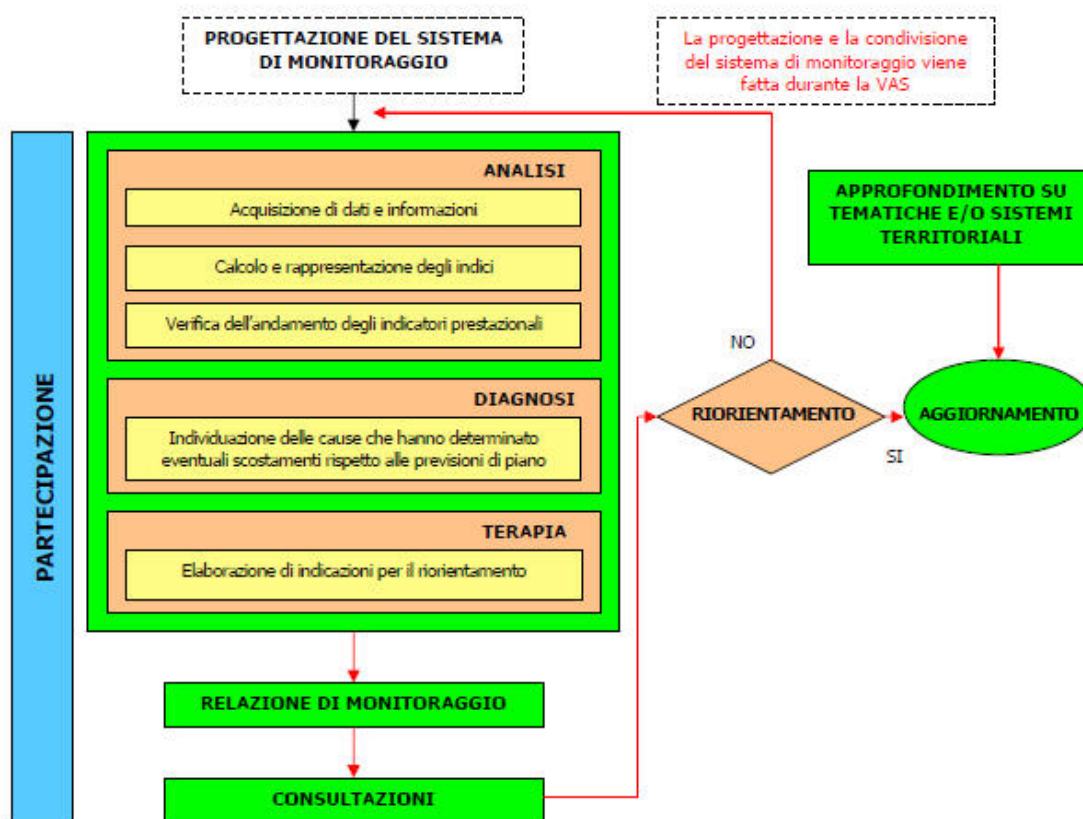 PROGETTAZIONE DEL SISTEMA
DI MONITORAGGIO
La progettazione e la condivisione
del sistema di monitoraggio viene
fatta durante la VAS
PARTECIPAZIONE
ANALISI
Acquisizione di dati e informazioni
Calcolo e rappresentazione degli indici
Verifica dell'andamento degli indicatori prestazionali
DIAGNOSI
Individuazione delle cause che hanno determinato
eventuali scostamenti rispetto alle previsioni di piano
TERAPIA
Elaborazione di indicazioni per il riorientamento
RELAZIONE DI MONITORAGGIO
CONSULTAZIONI
NO
RIORIENTAMENTO
SI
APPROFONDIMENTO SU
TEMATICHE E/O SISTEMI
TERRITORIALI
AGGIORNAMENTO